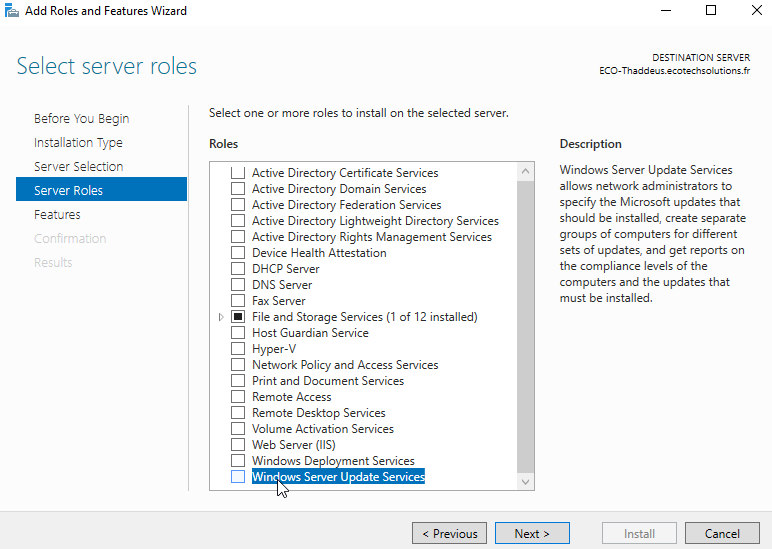 Add Roles and Features Wizard
Select server roles
DESTINATION SERVER
ECO-Thaddeus.ecotechsolutions.fr
Before You Begin
Installation Type
Server Selection
Server Roles
Features
Confirmation
Results
Select one or more roles to install on the selected server.
Roles
Active Directory Certificate Services
Active Directory Domain Services
Active Directory Federation Services
Active Directory Lightweight Directory Services
Active Directory Rights Management Services
Device Health Attestation
DHCP Server
DNS Server
Fax Server
File and Storage Services (1 of 12 installed)
Host Guardian Service
Hyper-V
Network Policy and Access Services
Print and Document Services
Remote Access
Remote Desktop Services
Volume Activation Services
Web Server (IIS)
Windows Deployment Services
Windows Server Update Services
Description
Windows Server Update Services
allows network administrators to
specify the Microsoft updates that
should be installed, create separate
groups of computers for different
sets of updates, and get reports on
the compliance levels of the
computers and the updates that
must be installed.
< Previous
Next >
Install
Cancel